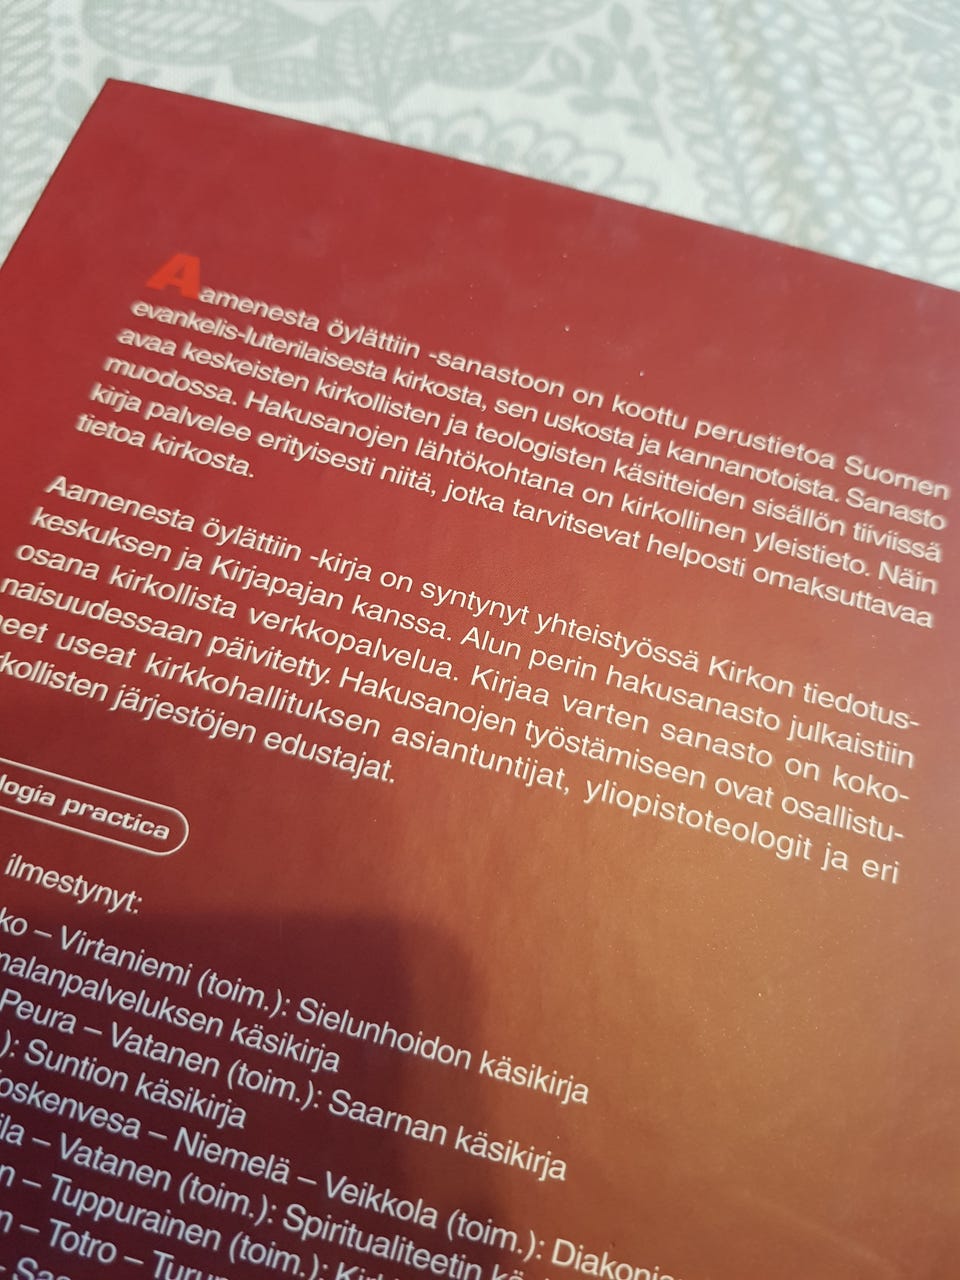 Aamenesta öylättiin -sanastoon on koottu perustietoa Suomen
evankelis-luterilaisesta kirkosta, sen uskosta ja kannanotoista. Sanasto
avaa keskeisten kirkollisten ja teologisten käsitteiden sisällön tiiviissä
muodossa. Hakusanojen lähtökohtana on kirkollinen yleistieto. Näin
kirja palvelee erityisesti niitä, jotka tarvitsevat helposti omaksuttavaa
tietoa kirkosta.
Aamenesta öylättiin -kirja on syntynyt yhteistyössä Kirkon tiedotus-
keskuksen ja Kirjapajan kanssa. Alun perin hakusanasto julkaistiin
osana kirkollista verkkopalvelua. Kirjaa varten sanasto on koko-
naisuudessaan päivitetty. Hakusanojen työstämiseen ovat osallistu-
neet useat kirkkohallituksen asiantuntijat, yliopistoteologit ja eri
kollisten järjestöjen edustajat.
logia practica
ilmestynyt:
ko – Virtaniemi (toim.): Sielunhoidon käsikirja
malanpalveluksen käsikirja
Peura – Vatanen (toim.): Saarnan käsikirja
): Suntion käsikirja
oskenvesa – Niemelä – Veikkola (toim.): Diakonian
ila – Vatanen (toim.): Spiritualiteetin
n – Tuppurainen (toim.):
n – Totro –